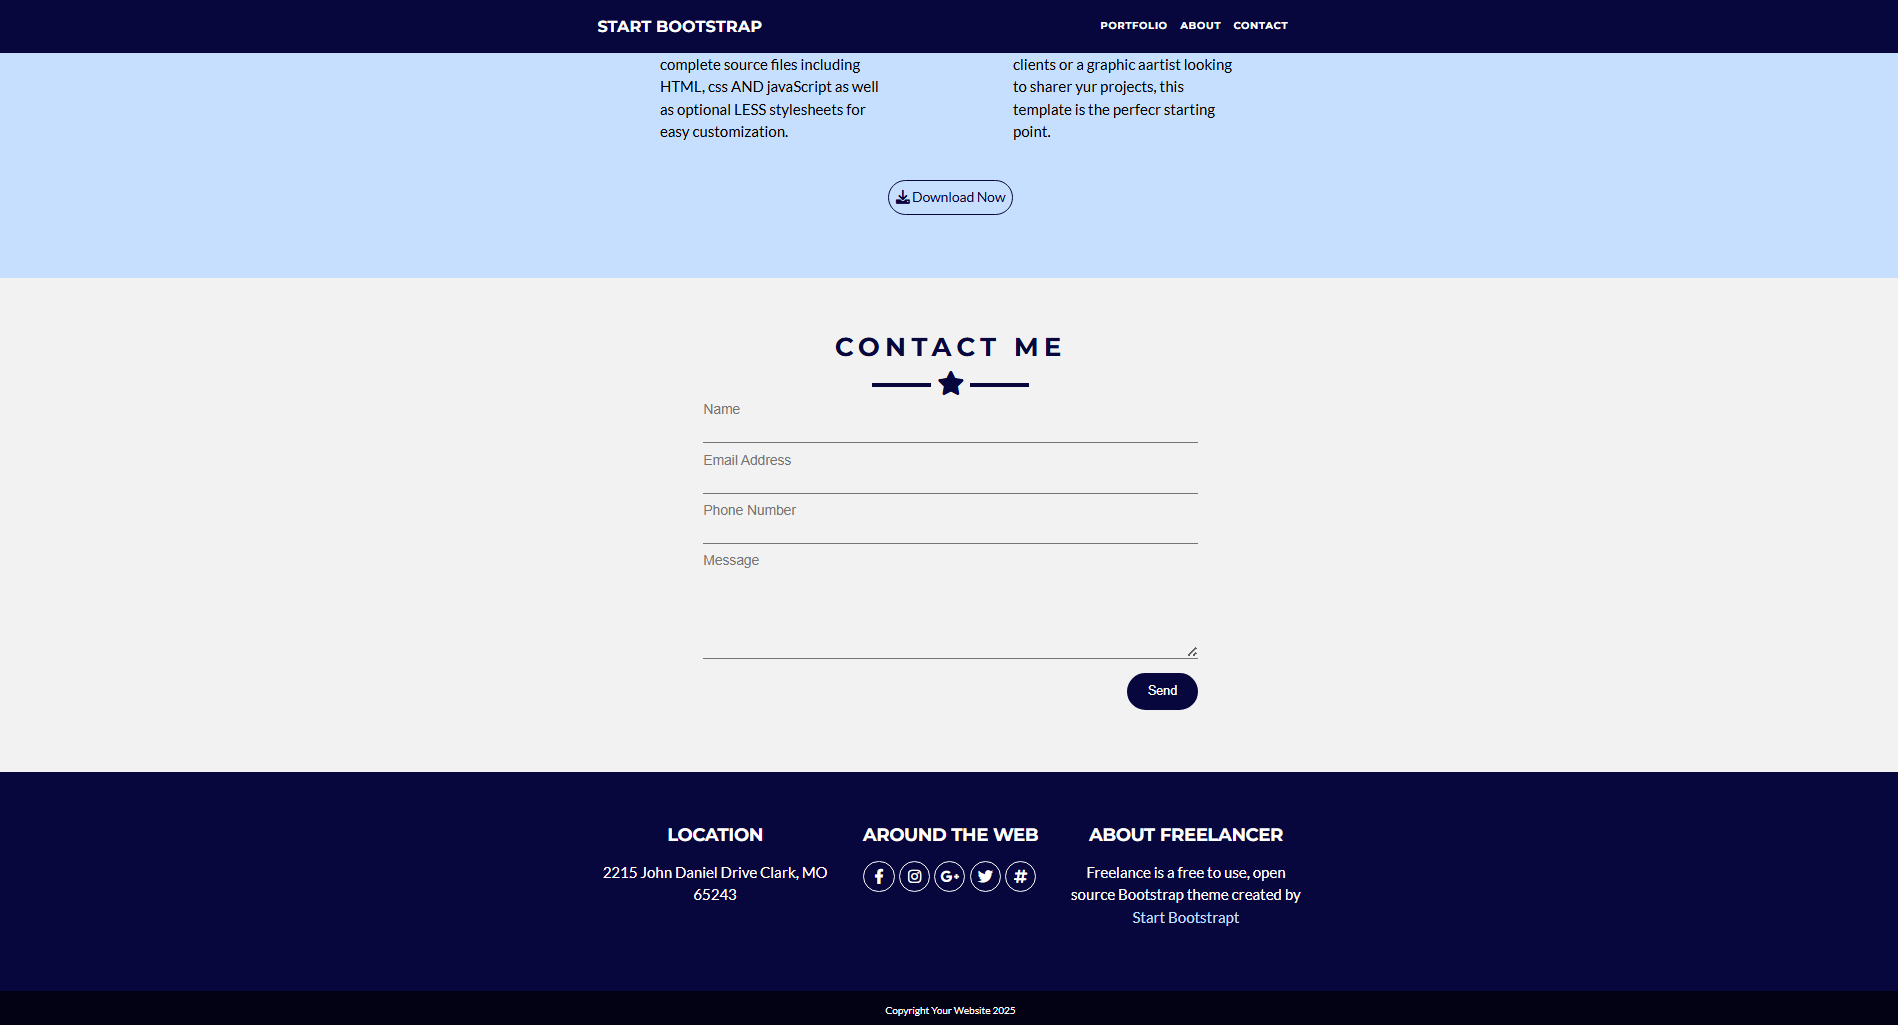 START BOOTSTRAP
PORTFOLIO ABOUT CONTACT
complete source files including
HTML, css AND javaScript as well
as optional LESS stylesheets for
easy customization.
clients or a graphic aartist looking
to sharer yur projects, this
template is the perfecr starting
point.
Download Now
CONTACT ME
Name
Email Address
Phone Number
Message
Send
LOCATION
2215 John Daniel Drive Clark, MO
65243
AROUND THE WEB
ABOUT FREELANCER
Freelance is a free to use, open
source Bootstrap theme created by
Start Bootstrapt
Copyright Your Website 2025